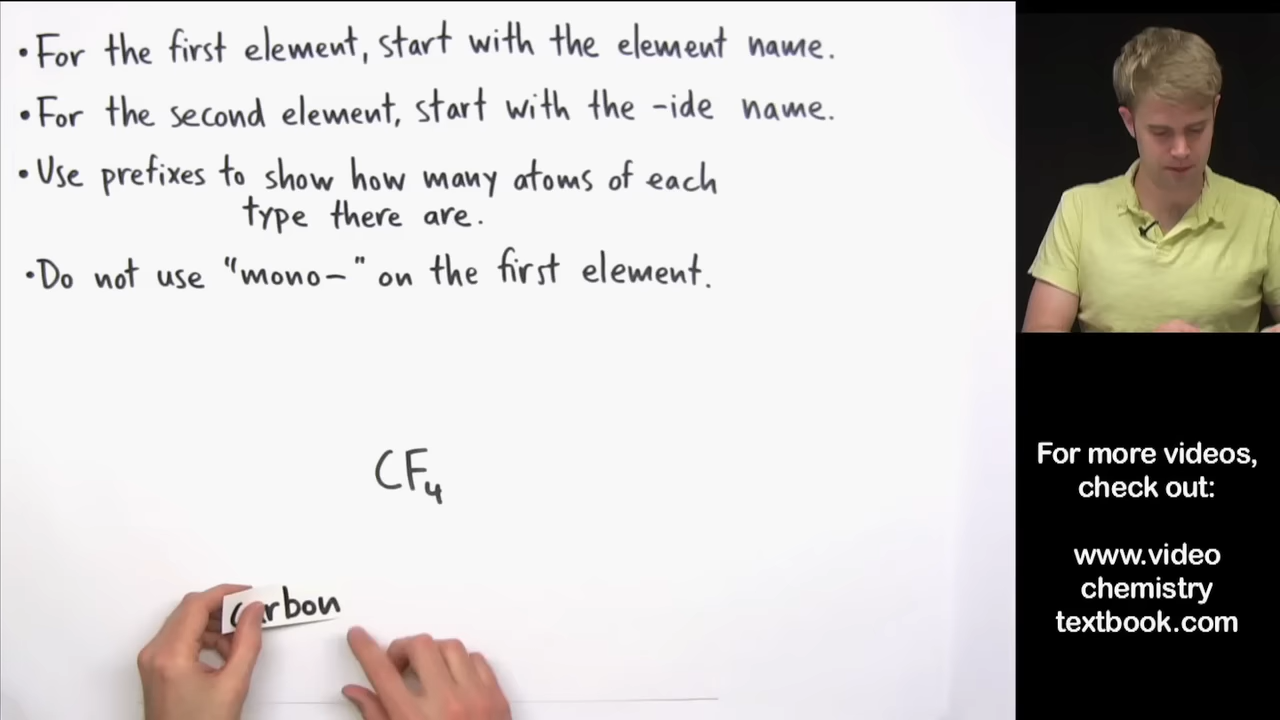 •For the first element, start with the element name.
•For the second element, start with the -ide name.
•Use prefixes to show how many atoms of each
type there are.
•Do not use "mono-" on the first element.
CF₄
carbon
For more videos,
check out:
www.video
chemistry
textbook.com